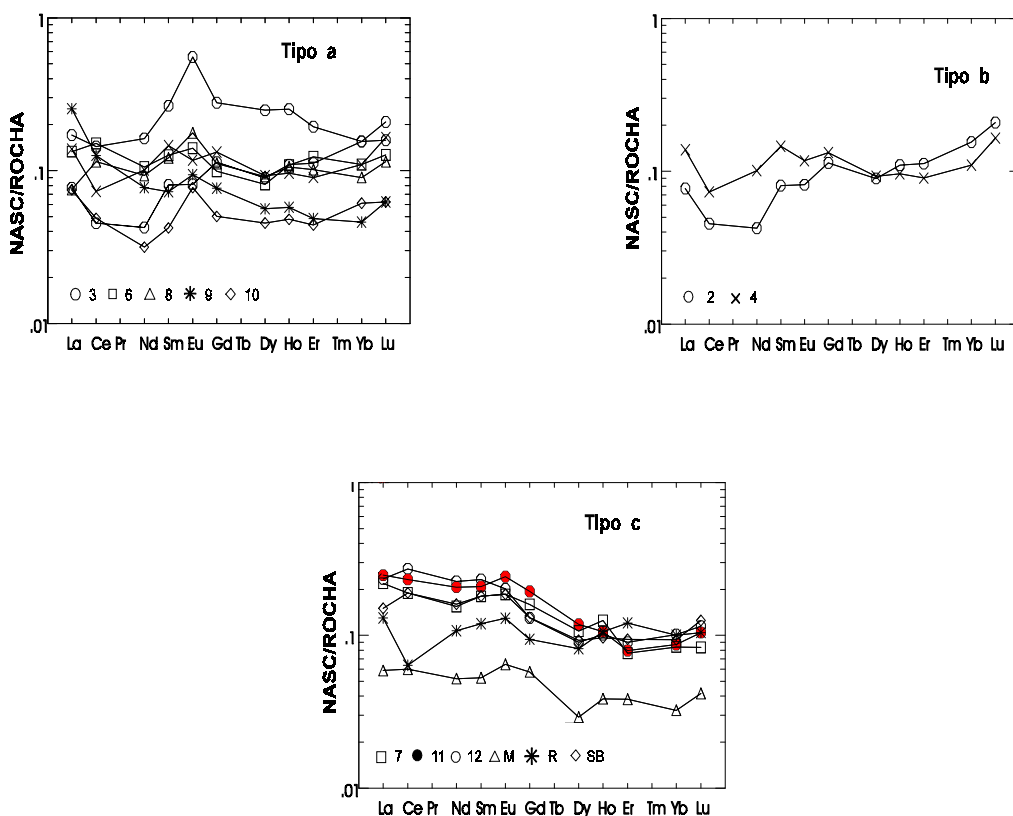 1
Tipo a
NASC/ROCHA
.1
3 6 8 9 10
.01
La Ce Pr Nd Sm Eu Gd Tb Dy Ho Er Tm Yb Lu
1
Tipo b
NASC/ROCHA
.1
2 4
.01
La Ce Pr Nd Sm Eu Gd Tb Dy Ho Er Tm Yb Lu
1
Tipo c
NASC/ROCHA
.1
7 11 12 M R SB
.01
La Ce Pr Nd Sm Eu Gd Tb Dy Ho Er Tm Yb Lu